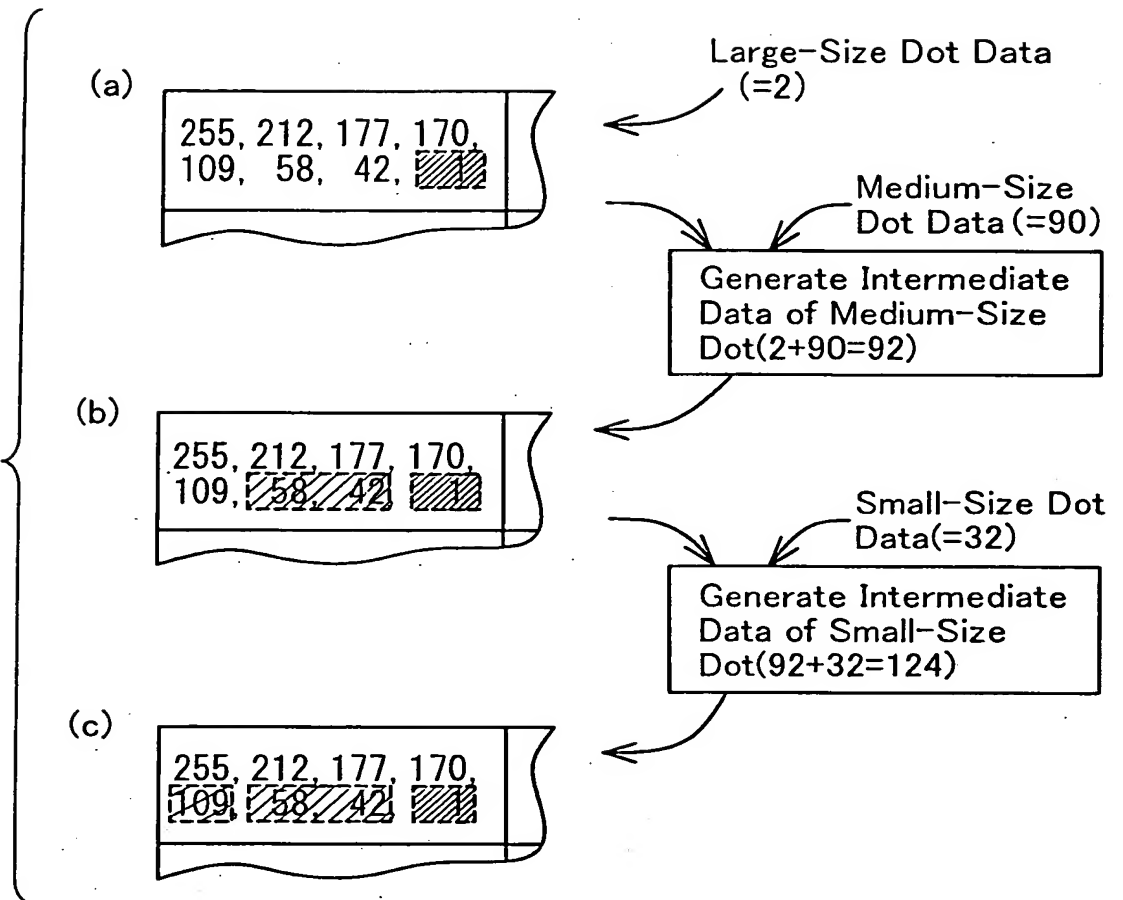 (a)
Large-Size Dot Data
(=2)
255, 212, 177, 170,
109, 58, 42, 1
Medium-Size
Dot Data (=90)
Generate Intermediate
Data of Medium-Size
Dot(2+90=92)
(b)
255, 212, 177, 170,
109, 58, 42, 1
Small-Size Dot
Data(=32)
Generate Intermediate
Data of Small-Size
Dot(92+32=124)
(c)
255, 212, 177, 170,
109, 58, 42, 1